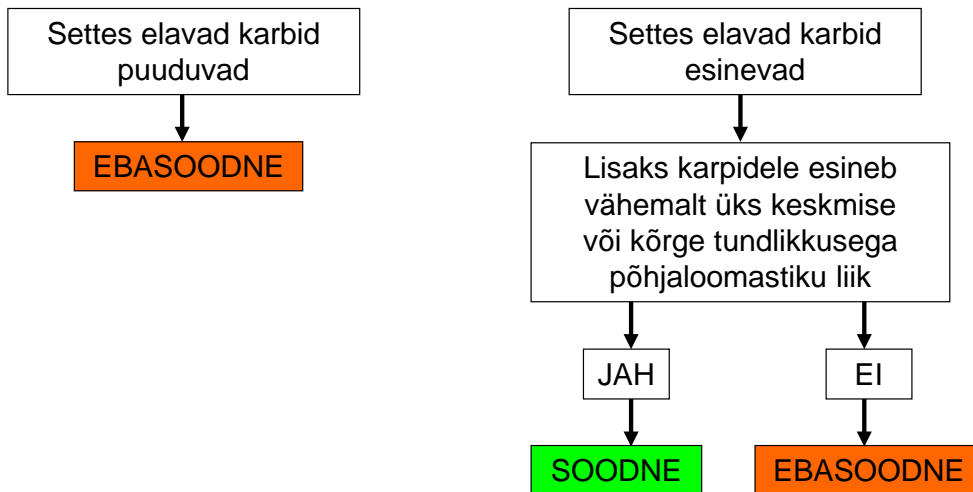 Settes elavad karbid
puuduvad
EBASOODNE
Settes elavad karbid
esinevad
Lisaks karpidele esineb
vähemalt üks keskmise
või kõrge tundlikkusega
põhjaloomastiku liik
JAH
EI
SOODNE
EBASOODNE